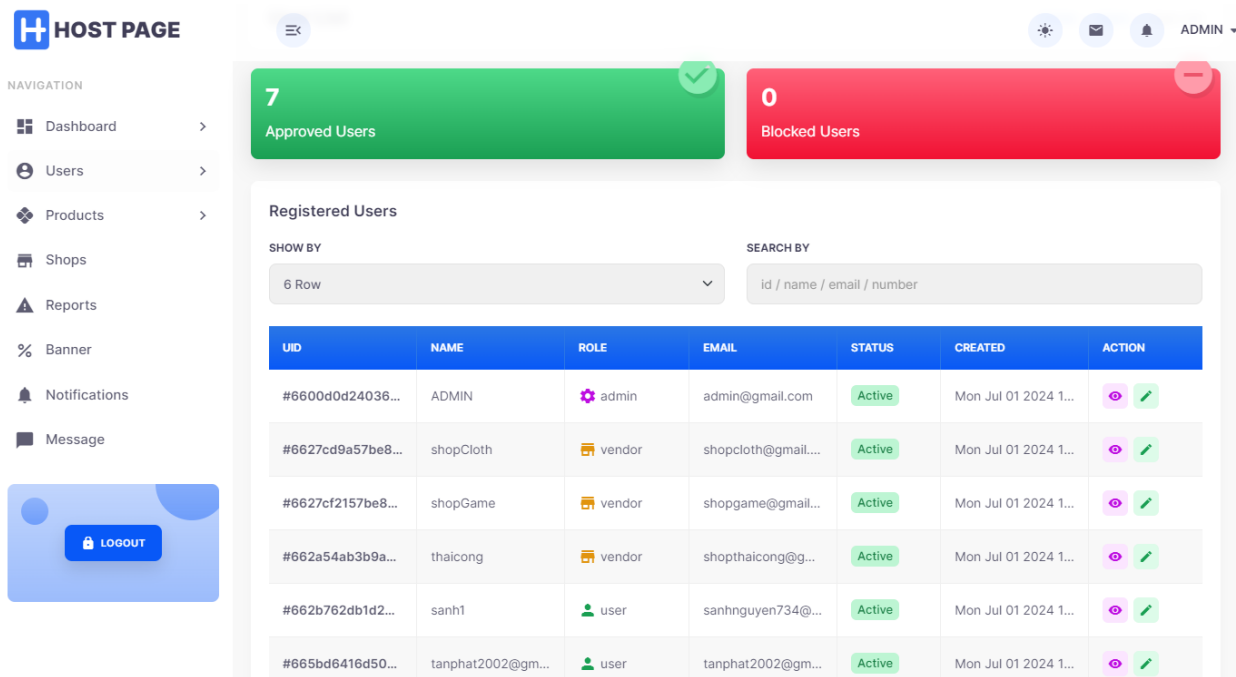 HOST PAGE
ADMIN
NAVIGATION
Dashboard
Users
Products
Shops
Reports
Banner
Notifications
Message
LOGOUT
7
Approved Users
0
Blocked Users
Registered Users
SHOW BY
SEARCH BY
6 Row
id / name / email / number
UID NAME ROLE EMAIL STATUS CREATED ACTION
#6600d0d24036... ADMIN admin admin@gmail.com Active Mon Jul 01 2024 1...
#6627cd9a57be8... shopCloth vendor shopcloth@gmail.... Active Mon Jul 01 2024 1...
#6627cf2157be8... shopGame vendor shopgame@gmail... Active Mon Jul 01 2024 1...
#662a54ab3b9a... thaicong vendor shopthaicong@g... Active Mon Jul 01 2024 1...
#662b762db1d2... sanh1 user sanhnguyen734@... Active Mon Jul 01 2024 1...
#665bd6416d50... tanphat2002@gm... user tanphat2002@gm... Active Mon Jul 01 2024 1...